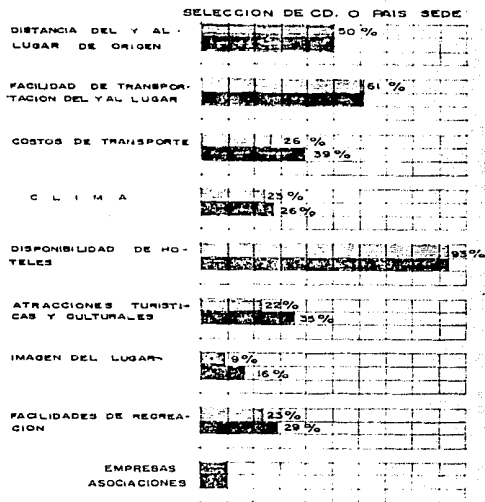 SELECCION DE CD. O PAIS SEDE
DISTANCIA DEL Y AL
LUGAR DE ORIGEN
50 %
FACILIDAD DE TRANSPOR-
TACION DEL Y AL LUGAR
61 %
COSTOS DE TRANSPORTE
26 %
39 %
C L I M A
25 %
26 %
DISPONIBILIDAD DE HO-
TELES
93 %
ATRACCIONES TURISTI-
CAS Y CULTURALES
22 %
35 %
IMAGEN DEL LUGAR
9 %
16 %
FACILIDADES DE RECREA-
CION
23 %
29 %
EMPRESAS
ASOCIACIONES